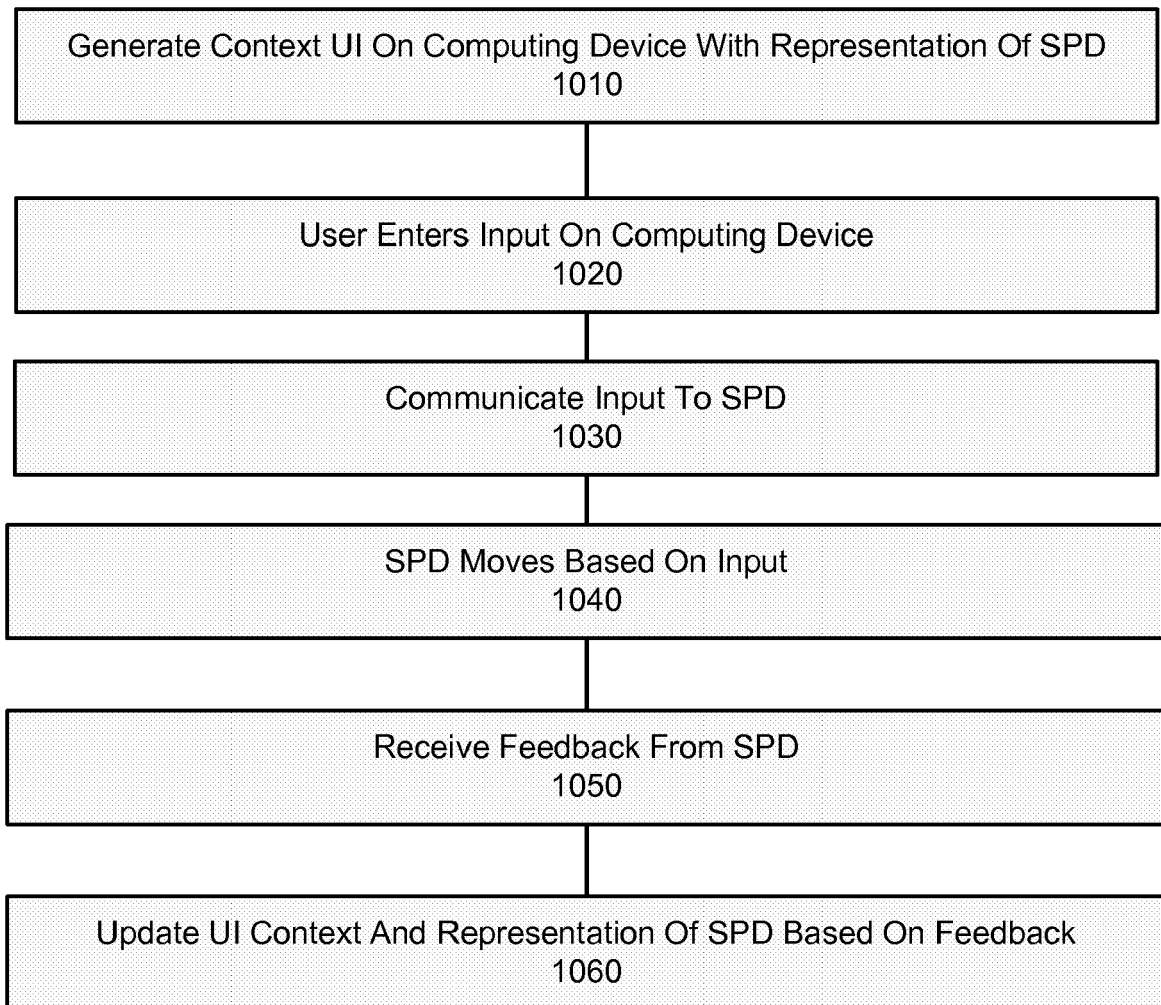 Generate Context UI On Computing Device With Representation Of SPD
1010
User Enters Input On Computing Device
1020
Communicate Input To SPD
1030
SPD Moves Based On Input
1040
Receive Feedback From SPD
1050
Update UI Context And Representation Of SPD Based On Feedback
1060